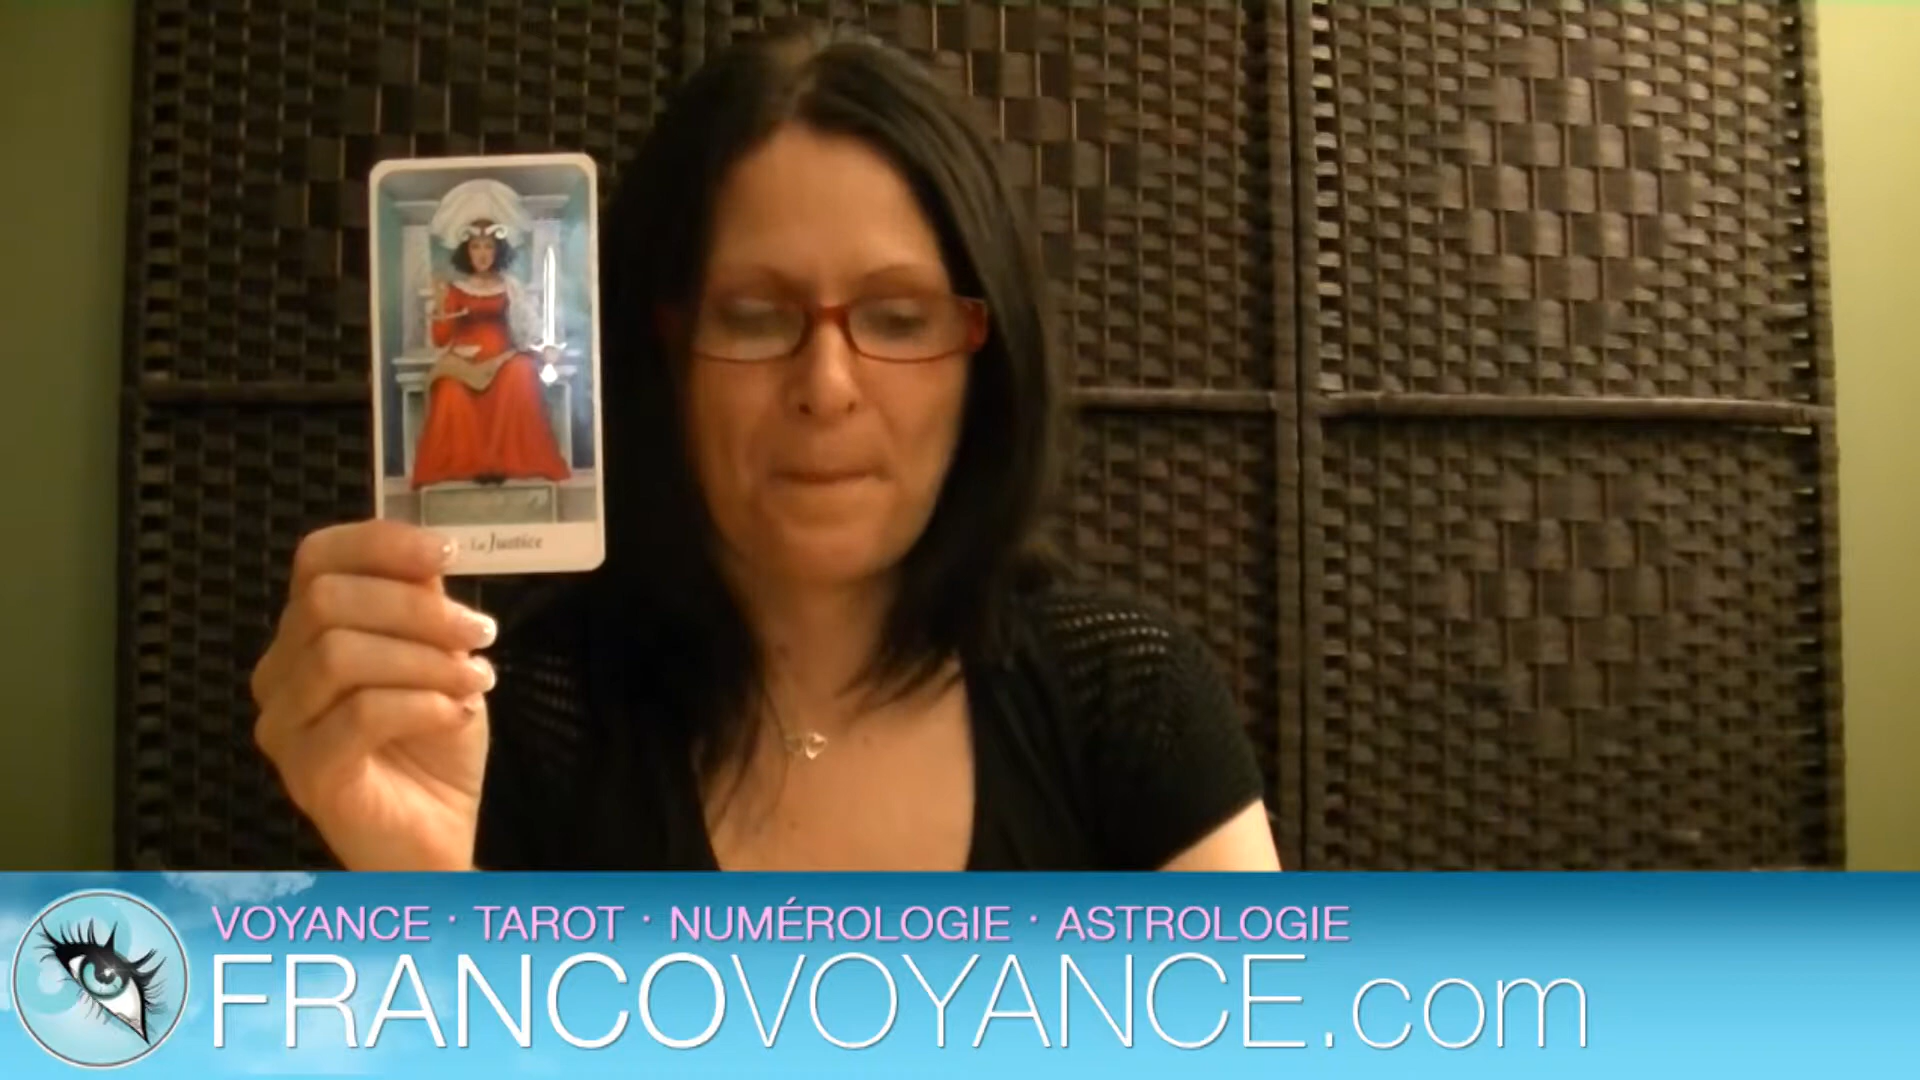 La Justice
VOYANCE · TAROT · NUMÉROLOGIE · ASTROLOGIE
FRANCOVOYANCE.com